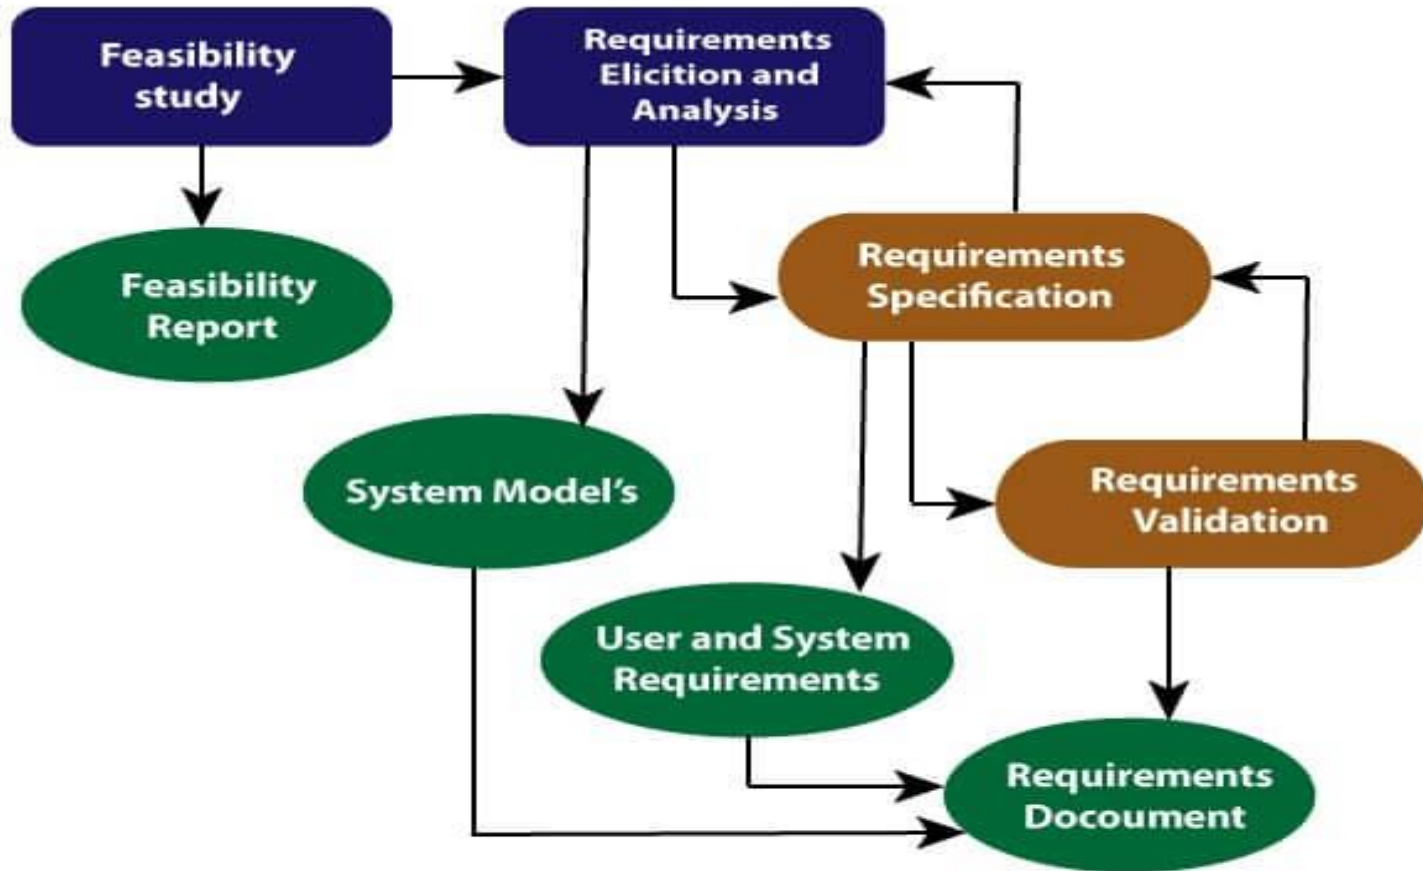 Feasibility
study
Requirements
Elicition and
Analysis
Feasibility
Report
Requirements
Specification
System Model's
Requirements
Validation
User and System
Requirements
Requirements
Docoument